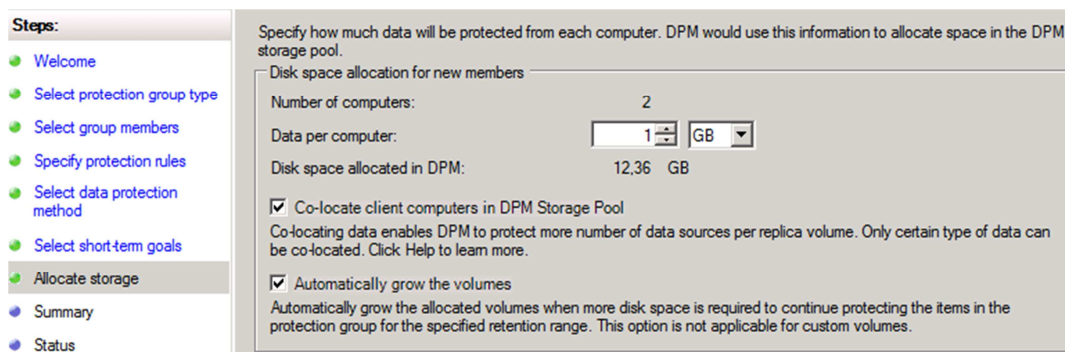 Steps:
Welcome
Select protection group type
Select group members
Specify protection rules
Select data protection
method
Select short-term goals
Allocate storage
Summary
Status
Specify how much data will be protected from each computer. DPM would use this information to allocate space in the DPM
storage pool.
Disk space allocation for new members
Number of computers: 2
Data per computer: 1 GB
Disk space allocated in DPM: 12,36 GB
Co-locate client computers in DPM Storage Pool
Co-locating data enables DPM to protect more number of data sources per replica volume. Only certain type of data can
be co-located. Click Help to learn more.
Automatically grow the volumes
Automatically grow the allocated volumes when more disk space is required to continue protecting the items in the
protection group for the specified retention range. This option is not applicable for custom volumes.